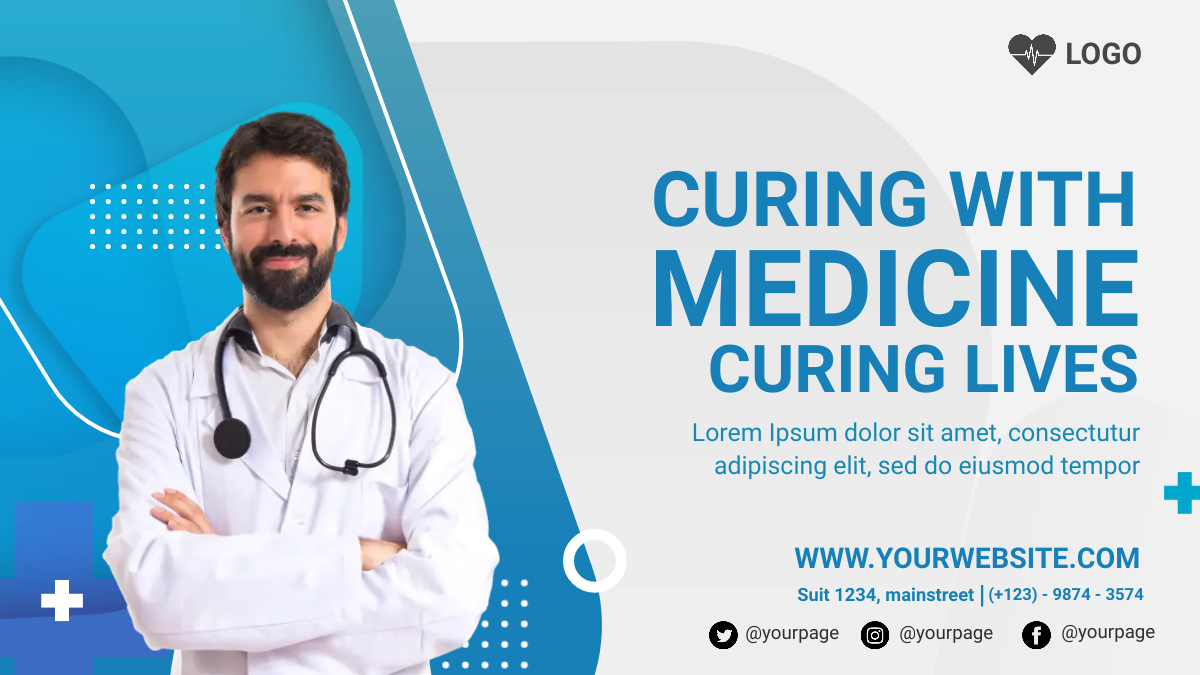 LOGO
CURING WITH
MEDICINE
CURING LIVES
Lorem Ipsum dolor sit amet, consectutur
adipiscing elit, sed do eiusmod tempor
WWW.YOURWEBSITE.COM
Suit 1234, mainstreet | (+123) - 9874 - 3574
@yourpage @yourpage @yourpage